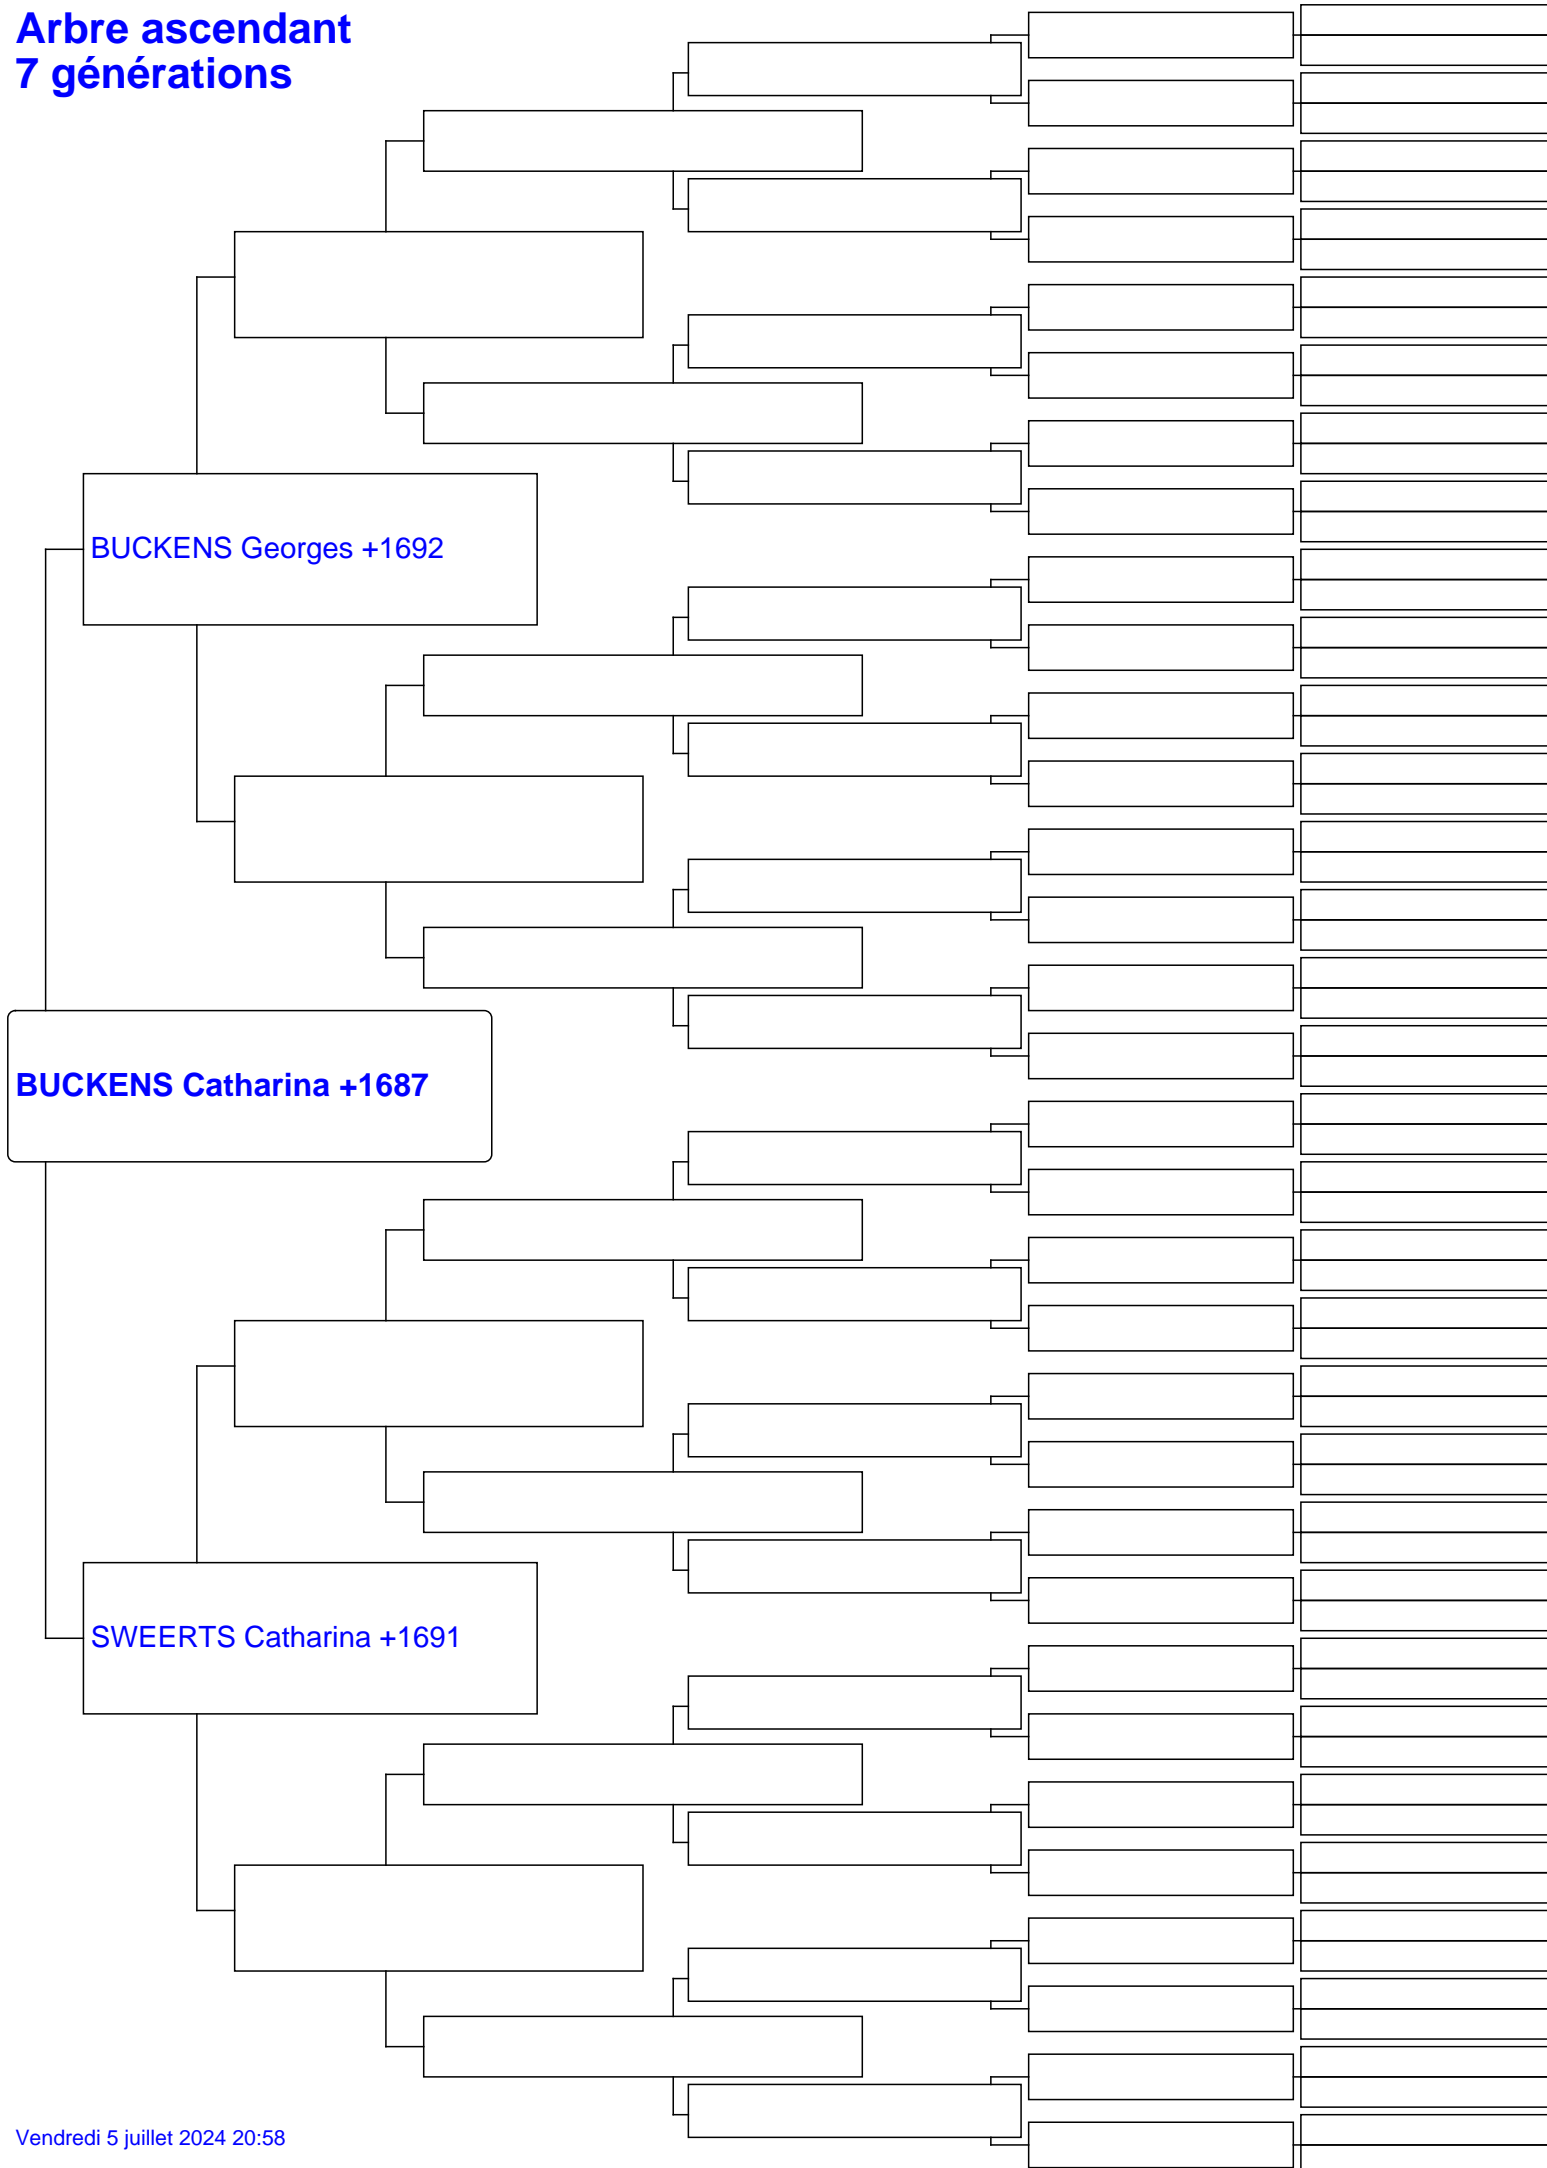 Arbre ascendant
7 générations
BUCKENS Georges +1692
BUCKENS Catharina +1687
SWEERTS Catharina +1691
Vendredi 5 juillet 2024 20:58